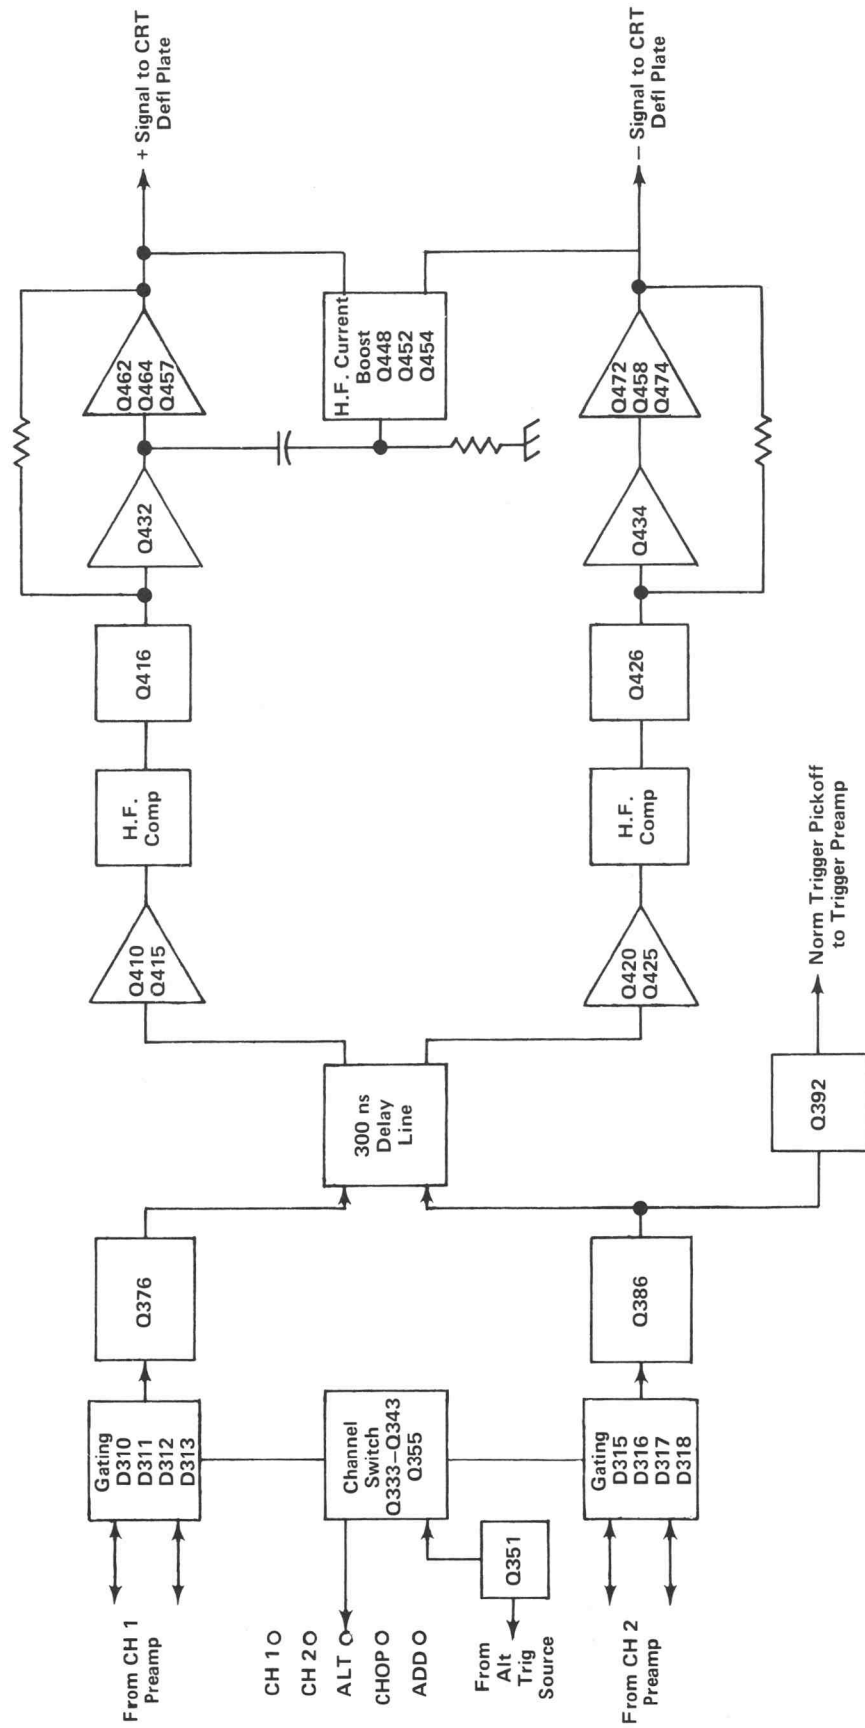 From CH 1
Preamp
Gating
D310
D311
D312
D313
Q376
CH 1
CH 2
ALT
CHOP
ADD
Channel
Switch
Q333–Q343
Q355
From
Alt
Trig
Source
Q351
From CH 2
Preamp
Gating
D315
D316
D317
D318
Q386
300 ns
Delay
Line
Q392
Norm Trigger Pickoff
to Trigger Preamp
Q410
Q415
H.F.
Comp
Q416
Q432
Q462
Q464
Q457
+ Signal to CRT
Defl Plate
H.F. Current
Boost
Q448
Q452
Q454
Q420
Q425
H.F.
Comp
Q426
Q434
Q472
Q458
Q474
– Signal to CRT
Defl Plate